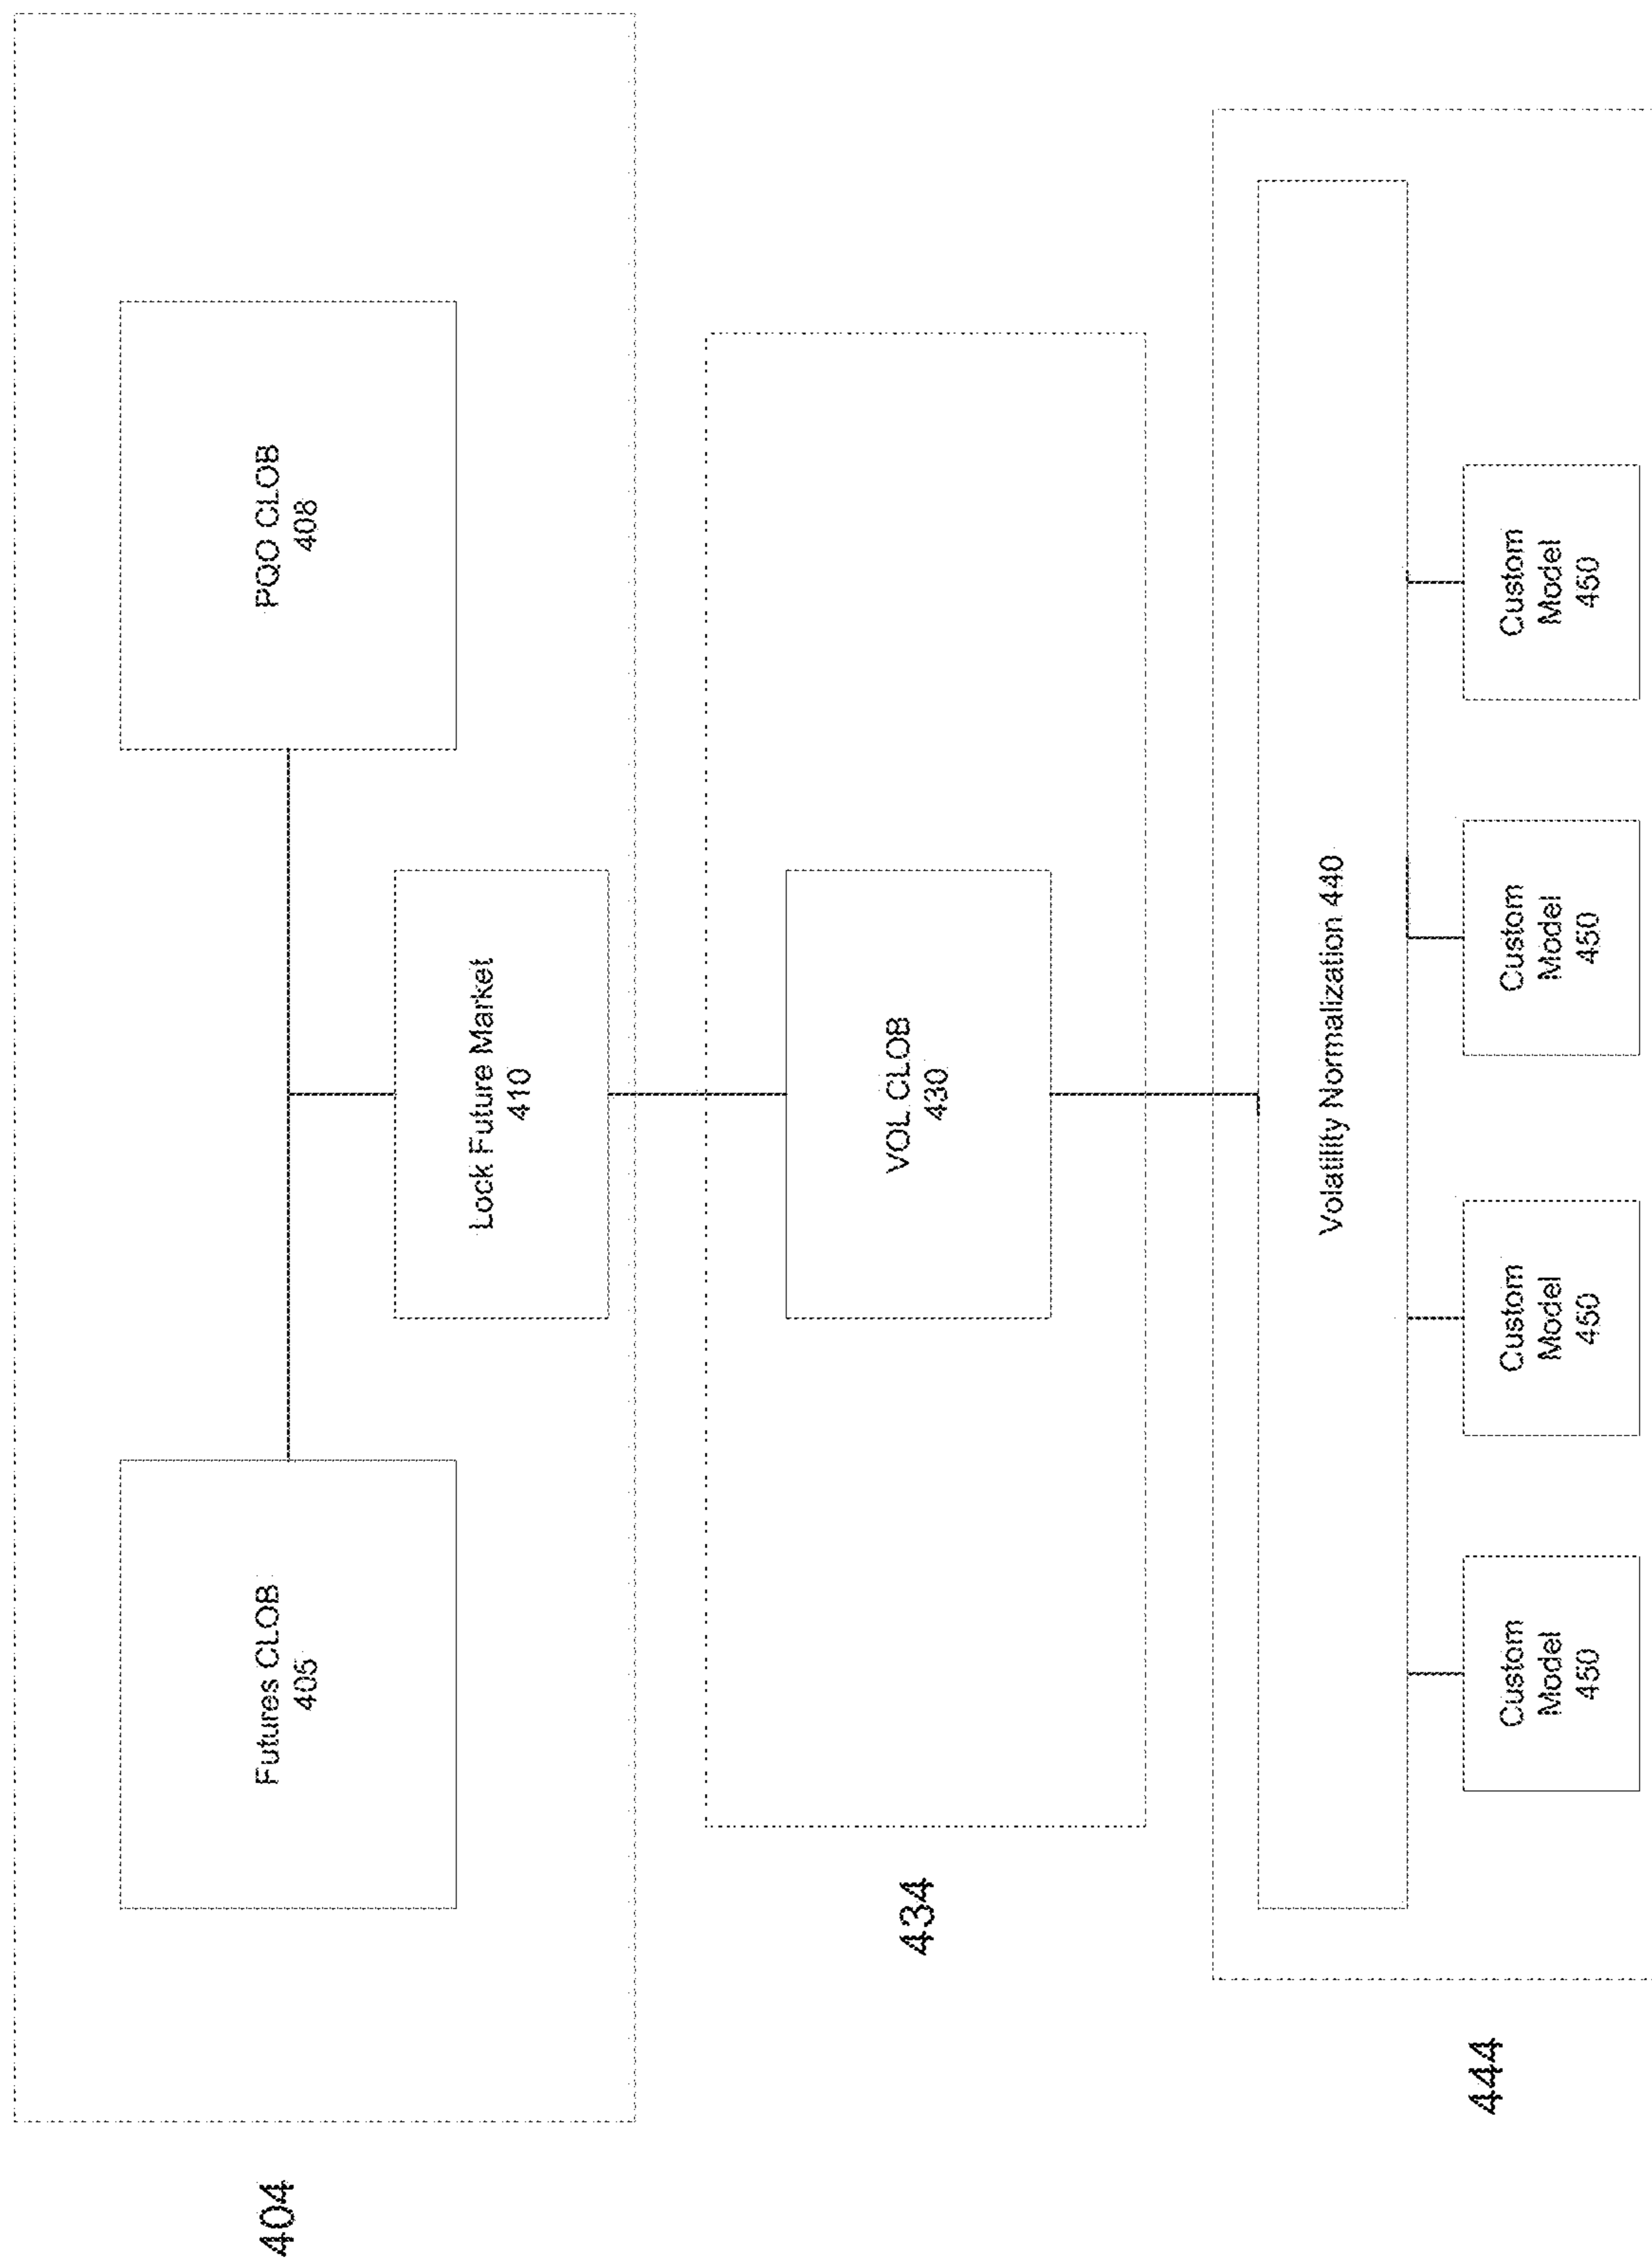 404
Futures CLOB
405
PQO CLOB
408
Lock Future Market
410
434
VOL CLOB
430
444
Volatility Normalization 440
Custom
Model
450
Custom
Model
450
Custom
Model
450
Custom
Model
450